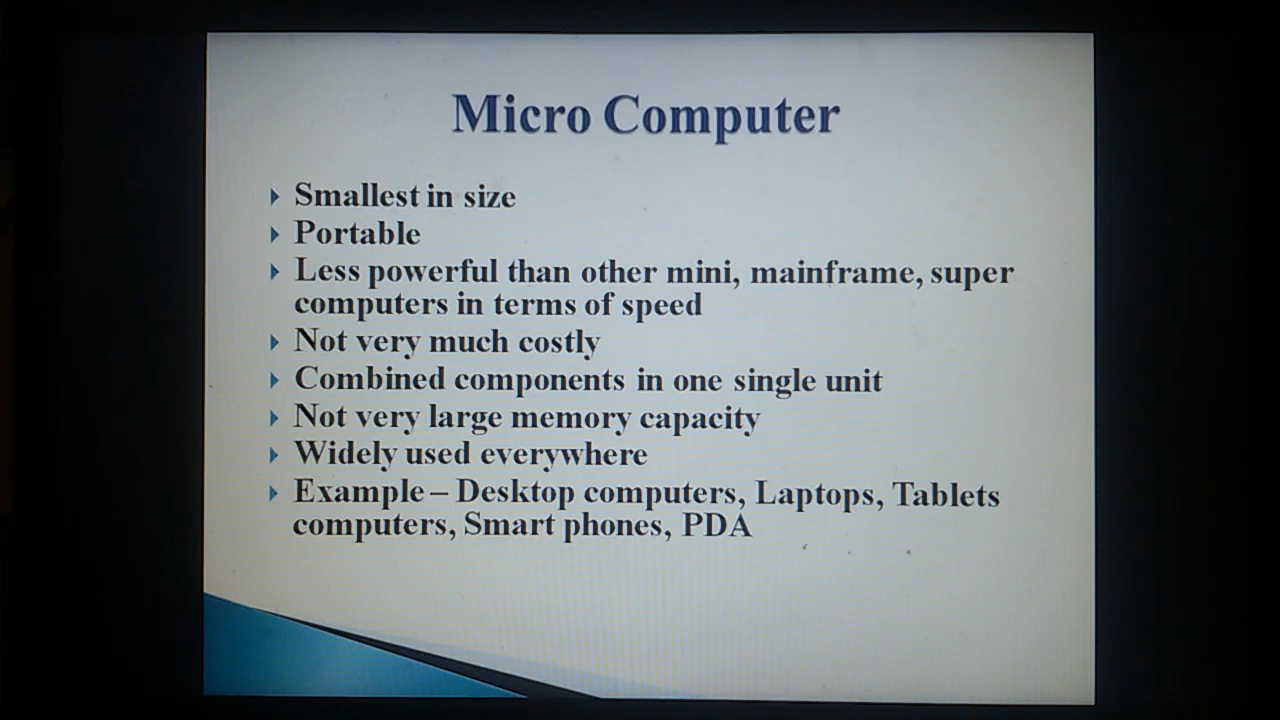 Micro Computer
Smallest in size
Portable
Less powerful than other mini, mainframe, super
computers in terms of speed
Not very much costly
Combined components in one single unit
Not very large memory capacity
Widely used everywhere
Example – Desktop computers, Laptops, Tablets
computers, Smart phones, PDA